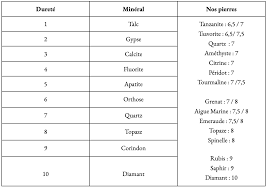 Dureté Minéral Nos pierres
1 Talc Tanzanite : 6,5 / 7
Tsavorite : 6,5/ 7,5
2 Gypse Quartz : 7
3 Calcite Améthyste : 7
Citrine : 7
4 Fluorite Péridot : 7
5 Apatite Tourmaline : 7 /7,5
6 Orthose Grenat : 7 / 8
Aigue Marine : 7,5 / 8
7 Quartz Emeraude : 7,5/ 8
8 Topaze Topaze : 8
Spinelle : 8
9 Corindon
Rubis : 9
10 Diamant Saphir : 9
Diamant : 10